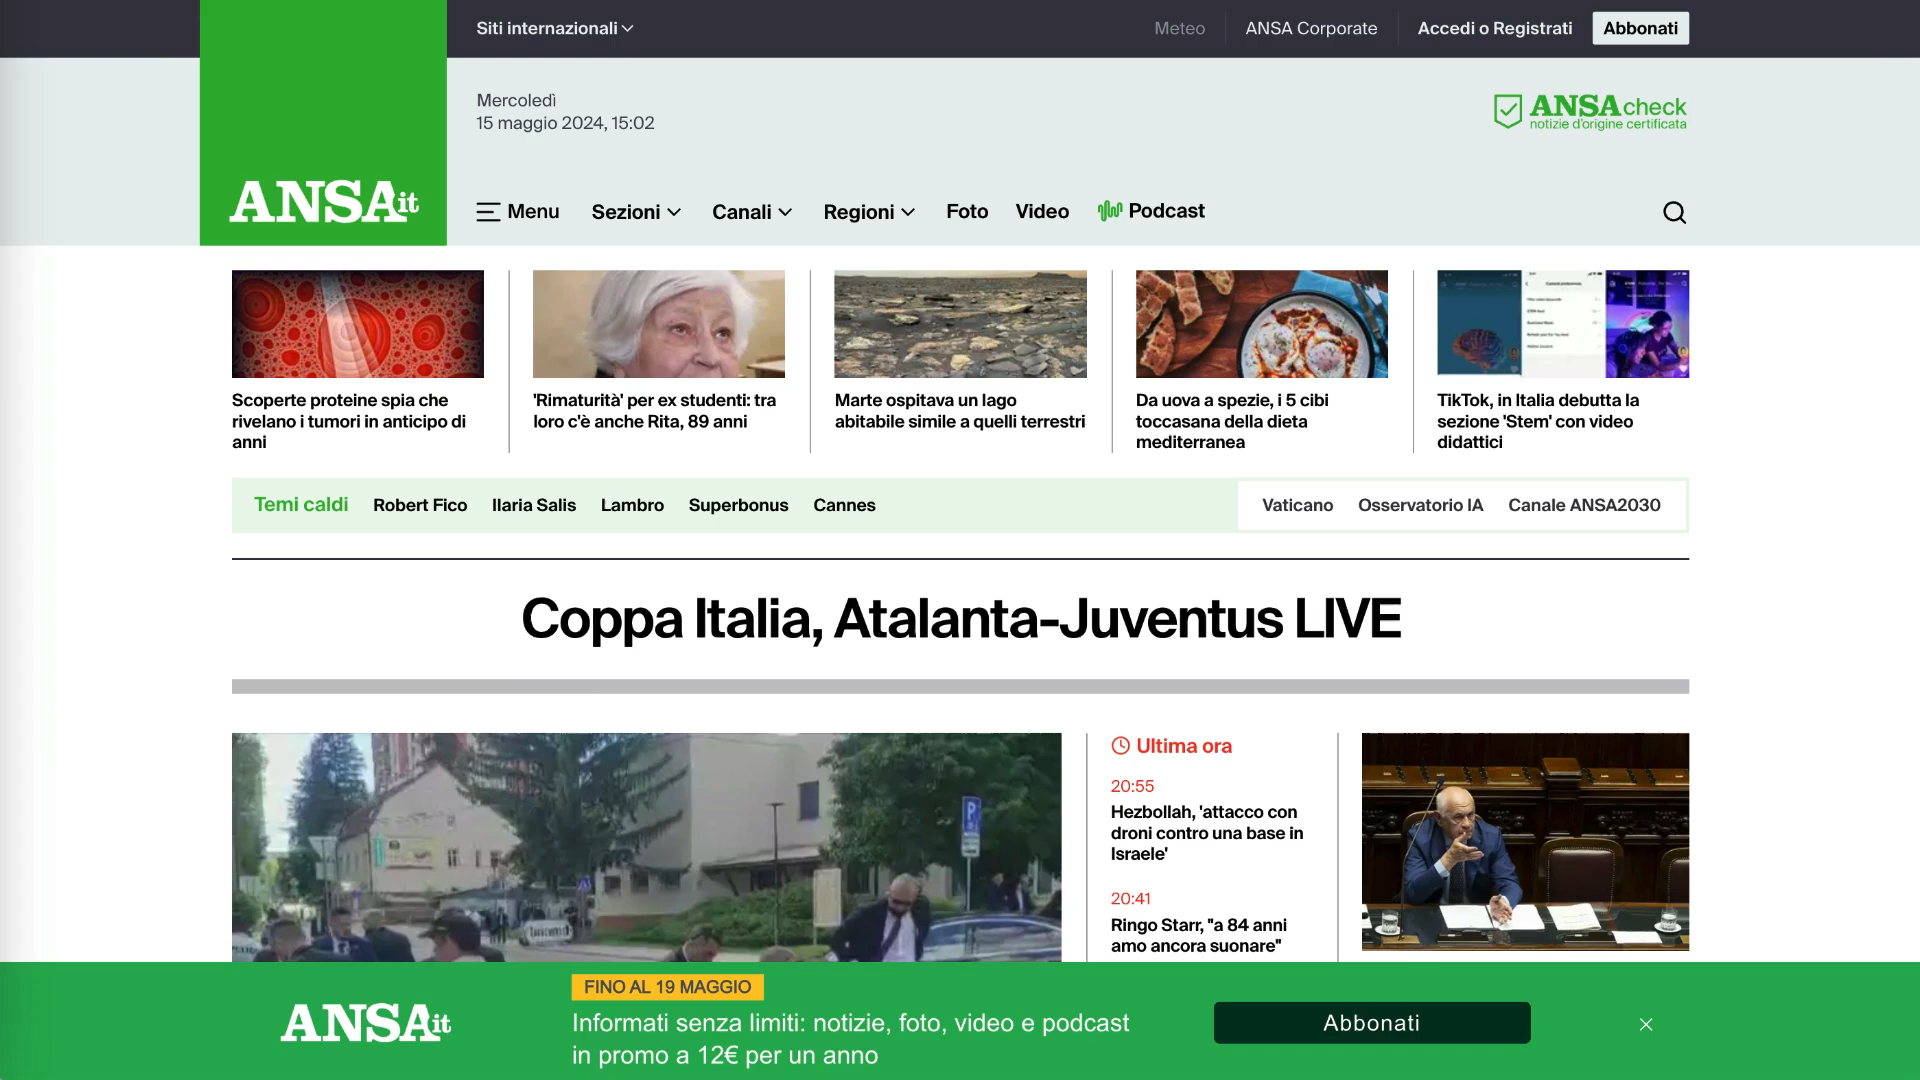 Siti internazionali
Meteo
ANSA Corporate
Accedi o Registrati
Abbonati
Mercoledì
15 maggio 2024, 15:02
ANSA check
notizie d'origine certificata
ANSAit
Menu
Sezioni
Canali
Regioni
Foto
Video
Podcast
Scoperte proteine spia che
rivelano i tumori in anticipo di
anni
'Rimaturità' per ex studenti: tra
loro c'è anche Rita, 89 anni
Marte ospitava un lago
abitabile simile a quelli terrestri
Da uova a spezie, i 5 cibi
toccasana della dieta
mediterranea
TikTok, in Italia debutta la
sezione 'Stem' con video
didattici
Temi caldi
Robert Fico
Ilaria Salis
Lambro
Superbonus
Cannes
Vaticano
Osservatorio IA
Canale ANSA2030
Coppa Italia, Atalanta-Juventus LIVE
P
Ultima ora
20:55
Hezbollah, 'attacco con
droni contro una base in
Israele'
20:41
Ringo Starr, "a 84 anni
amo ancora suonare"
ANSAit
FINO AL 19 MAGGIO
Informati senza limiti: notizie, foto, video e podcast
in promo a 12€ per un anno
Abbonati